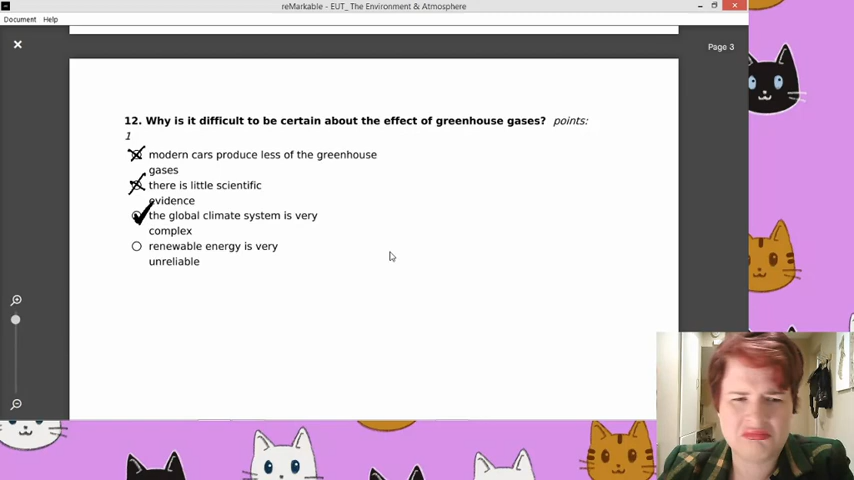 reMarkable - EUT_ The Environment & Atmosphere
Document Help
Page 3
12. Why is it difficult to be certain about the effect of greenhouse gases? points:
1
modern cars produce less of the greenhouse
gases
there is little scientific
evidence
the global climate system is very
complex
renewable energy is very
unreliable